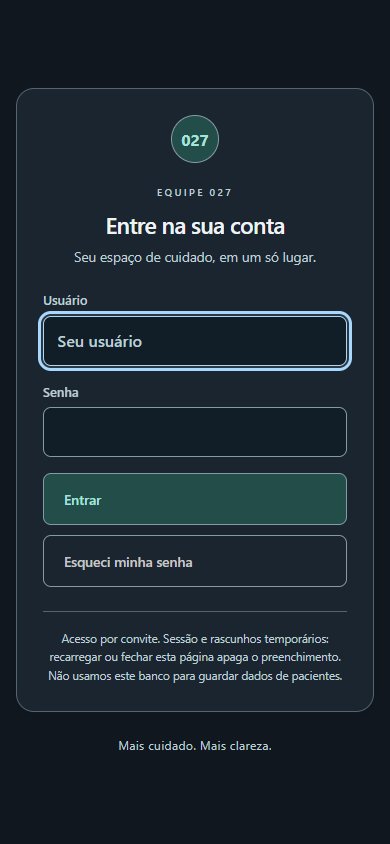 027
EQUIPE 027
Entre na sua conta
Seu espaço de cuidado, em um só lugar.
Usuário
Seu usuário
Senha
Entrar
Esqueci minha senha
Acesso por convite. Sessão e rascunhos temporários:
recarregar ou fechar esta página apaga o preenchimento.
Não usamos este banco para guardar dados de pacientes.
Mais cuidado. Mais clareza.